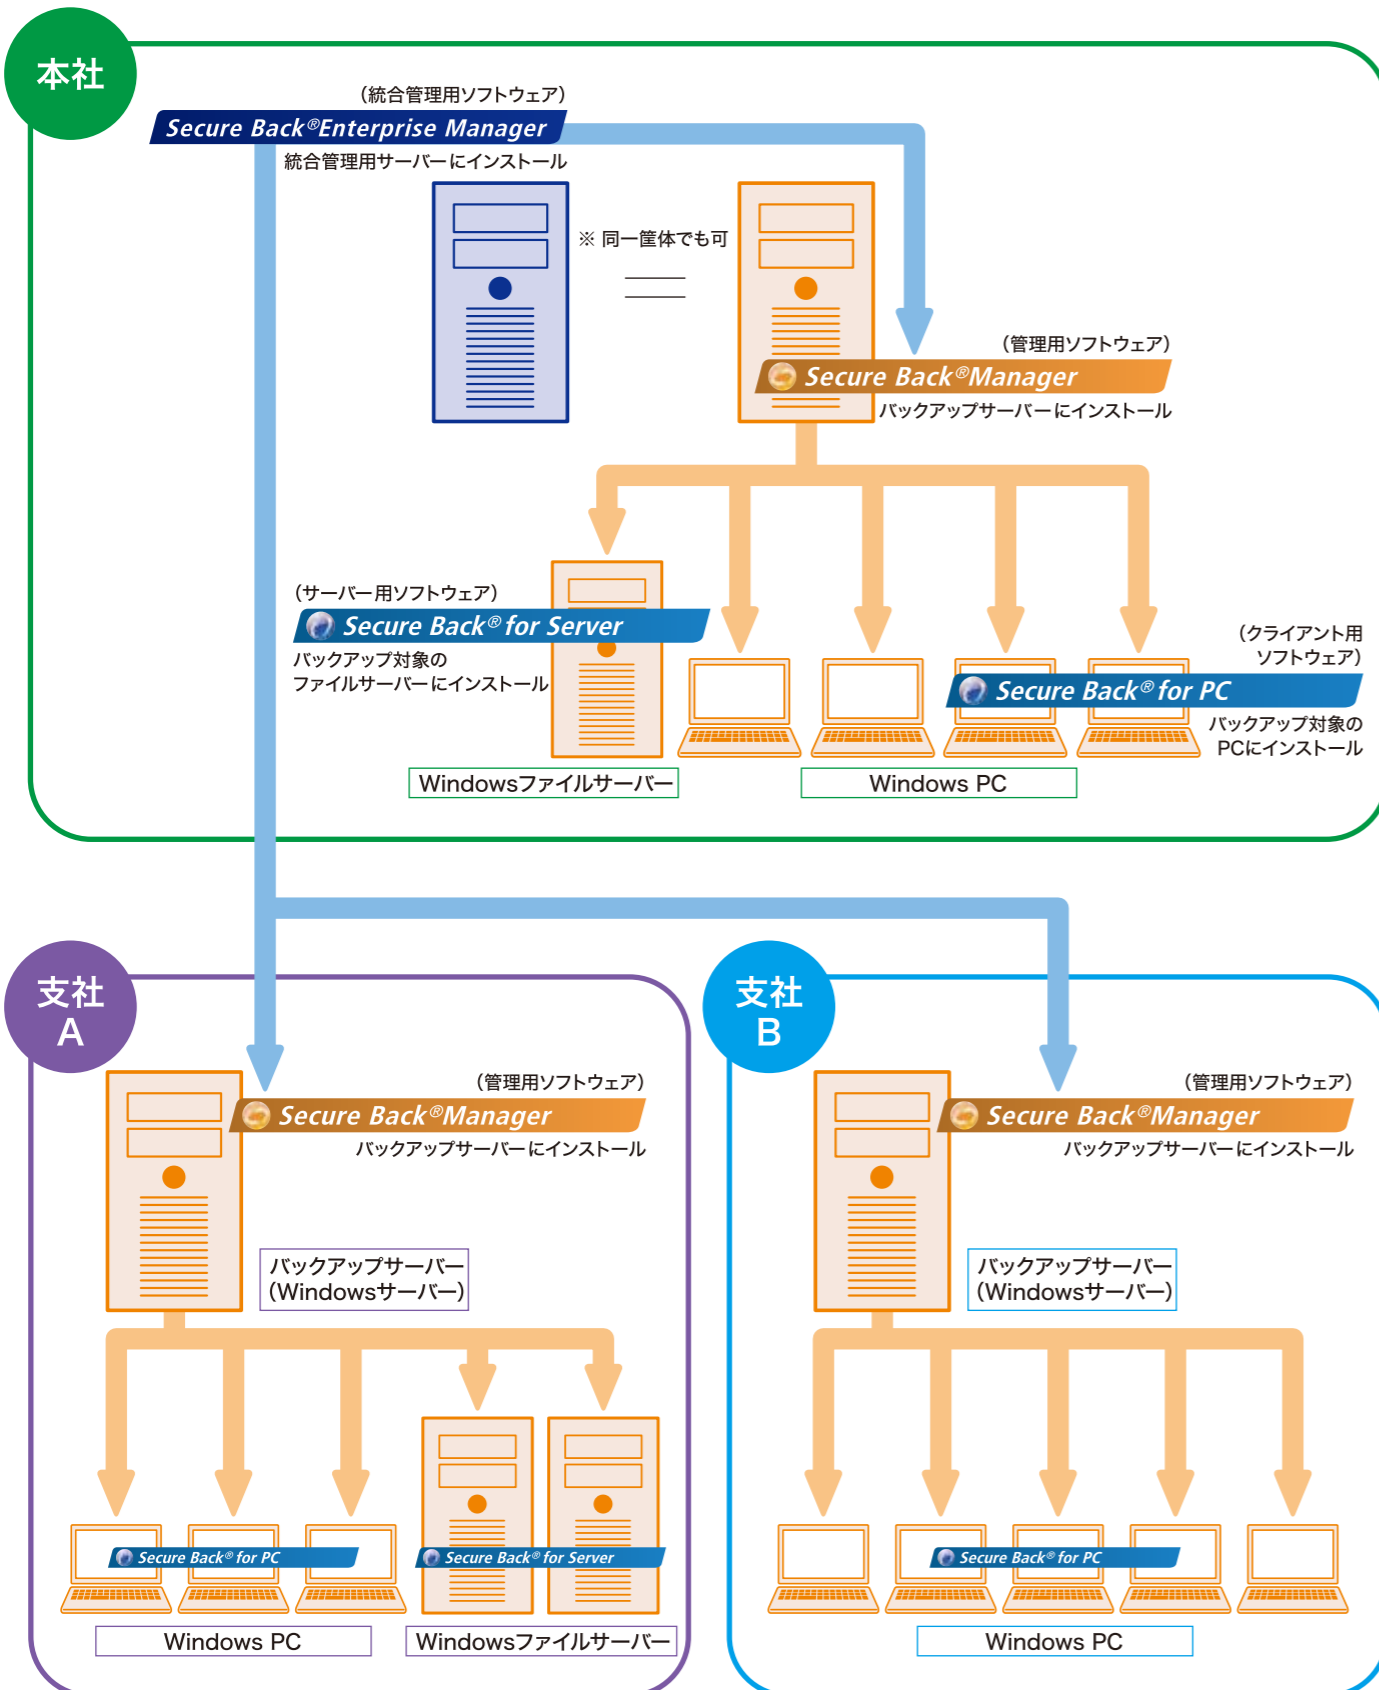 本社
（統合管理用ソフトウェア）
Secure Back®Enterprise Manager
統合管理用サーバーにインストール
※ 同一筐体でも可
（管理用ソフトウェア）
Secure Back®Manager
バックアップサーバーにインストール
（サーバー用ソフトウェア）
Secure Back® for Server
バックアップ対象の
ファイルサーバーにインストール
（クライアント用
ソフトウェア）
Secure Back® for PC
バックアップ対象の
PCにインストール
Windowsファイルサーバー
Windows PC
支社
A
（管理用ソフトウェア）
Secure Back®Manager
バックアップサーバーにインストール
バックアップサーバー
（Windowsサーバー）
Secure Back® for PC
Secure Back® for Server
Windows PC
Windowsファイルサーバー
支社
B
（管理用ソフトウェア）
Secure Back®Manager
バックアップサーバーにインストール
バックアップサーバー
（Windowsサーバー）
Secure Back® for PC
Windows PC